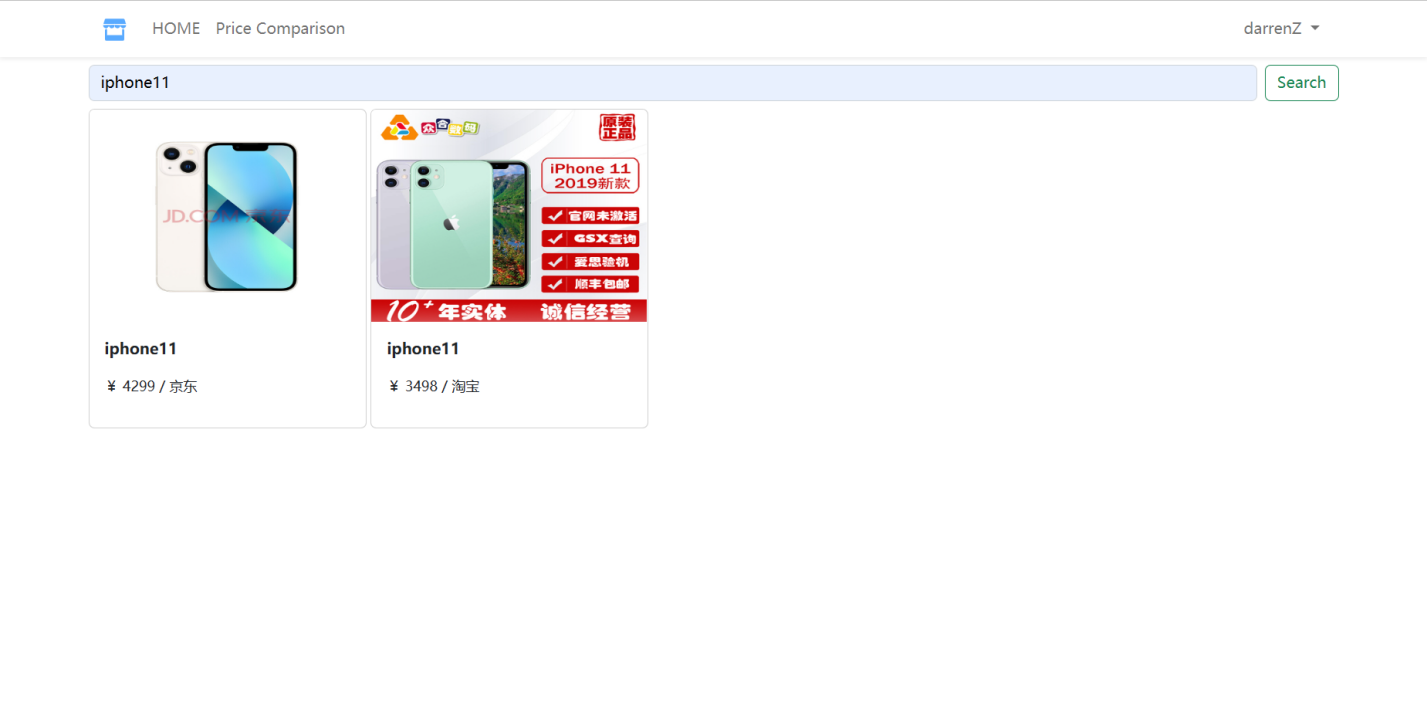 HOME Price Comparison darrenZ
iphone11 Search
JD.COM 京东
众合数码
原装
正品
iPhone 11
2019新款
官网未激活
GSX查询
爱思验机
顺丰包邮
10+年实体 诚信经营
iphone11
¥ 4299 / 京东
iphone11
¥ 3498 / 淘宝